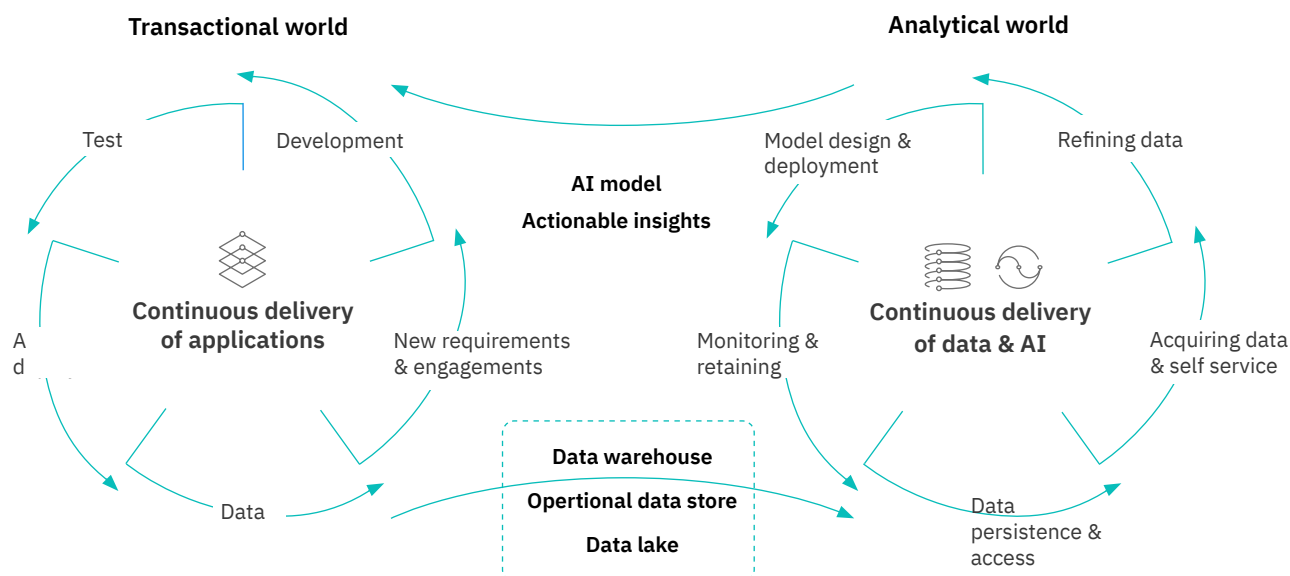 Transactional world
Analytical world
Test
Development
Model design &
deployment
Refining data
AI model
Actionable insights
Continuous delivery
of applications
Continuous delivery
of data & AI
A
d
New requirements
& engagements
Monitoring &
retaining
Acquiring data
& self service
Data warehouse
Opertional data store
Data lake
Data
Data
persistence &
access